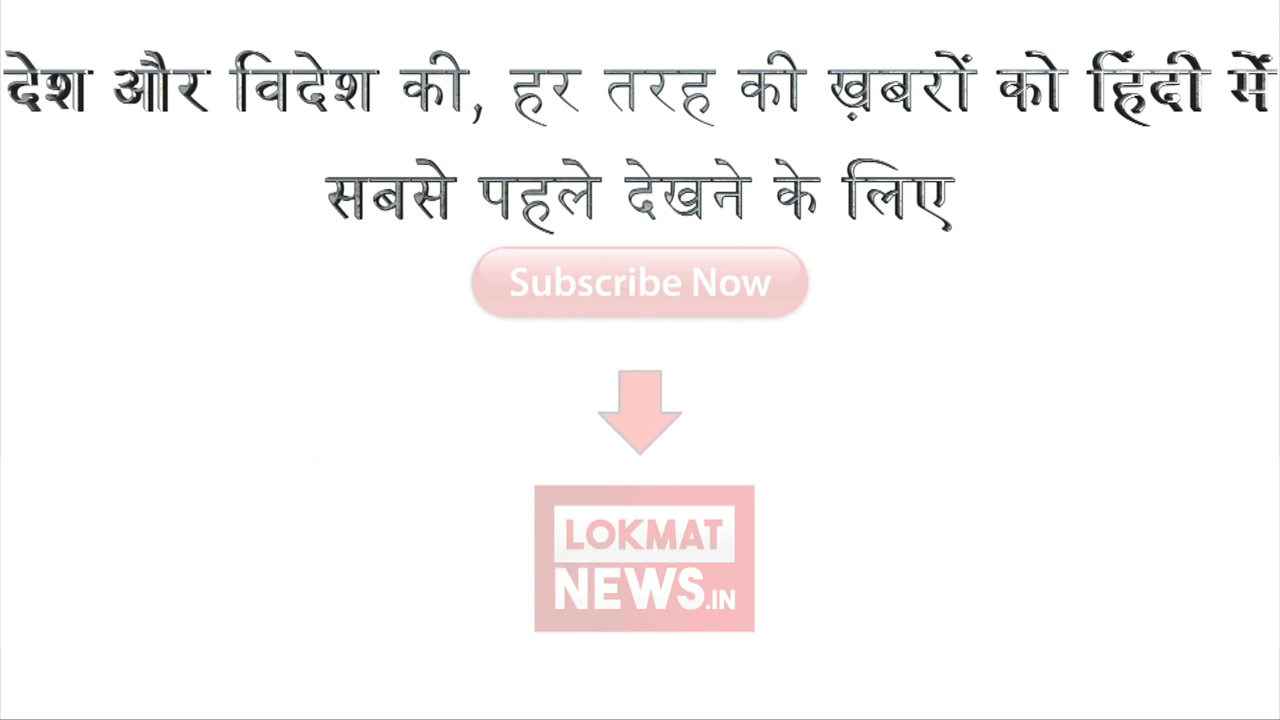 देश और विदेश की, हर तरह की ख़बरों को हिंदी में
सबसे पहले देखने के लिए
Subscribe Now
LOKMAT
NEWS.IN